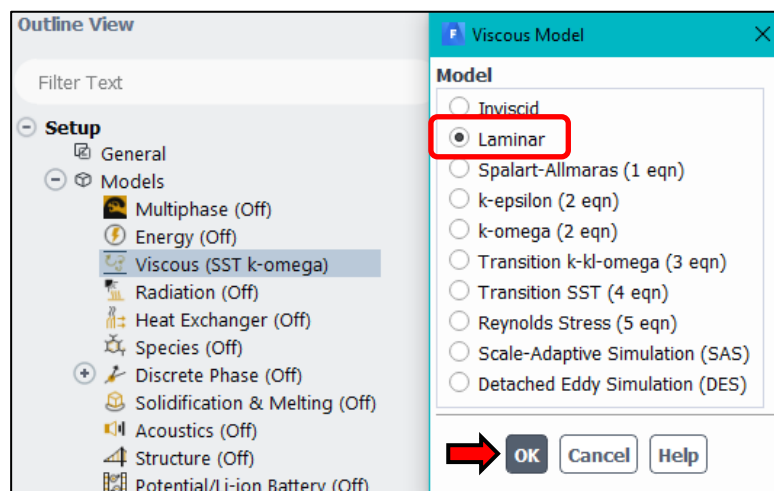 Outline View
Filter Text
Setup
General
Models
Multiphase (Off)
Energy (Off)
Viscous (SST k-omega)
Radiation (Off)
Heat Exchanger (Off)
Species (Off)
Discrete Phase (Off)
Solidification & Melting (Off)
Acoustics (Off)
Structure (Off)
Potential/Li-ion Battery (Off)
F
Viscous Model
Model
Inviscid
Laminar
Spalart-Allmaras (1 eqn)
k-epsilon (2 eqn)
k-omega (2 eqn)
Transition k-kl-omega (3 eqn)
Transition SST (4 eqn)
Reynolds Stress (5 eqn)
Scale-Adaptive Simulation (SAS)
Detached Eddy Simulation (DES)
OK Cancel Help